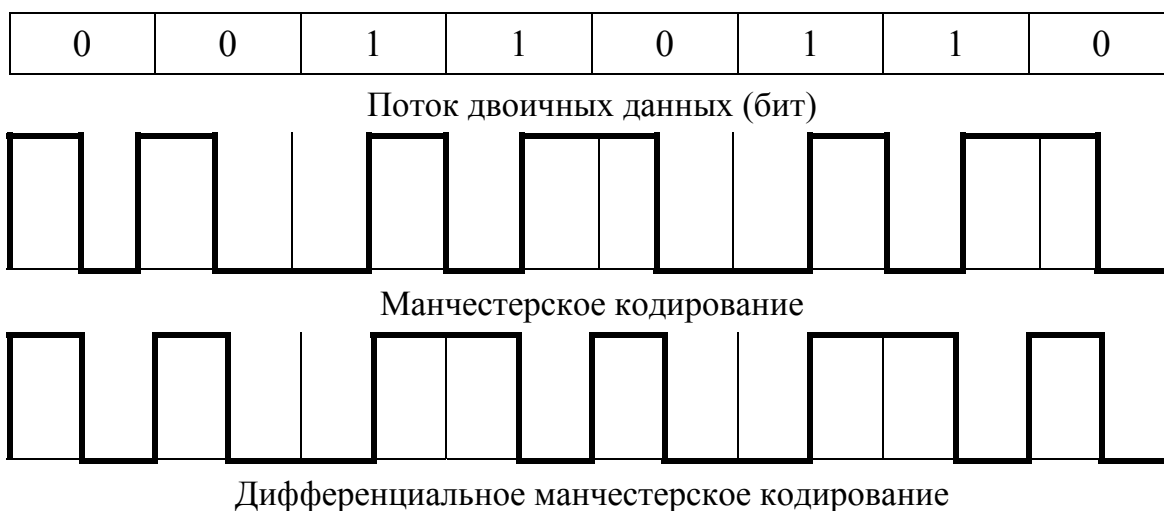 0 0 1 1 0 1 1 0
Поток двоичных данных (бит)
Манчестерское кодирование
Дифференциальное манчестерское кодирование